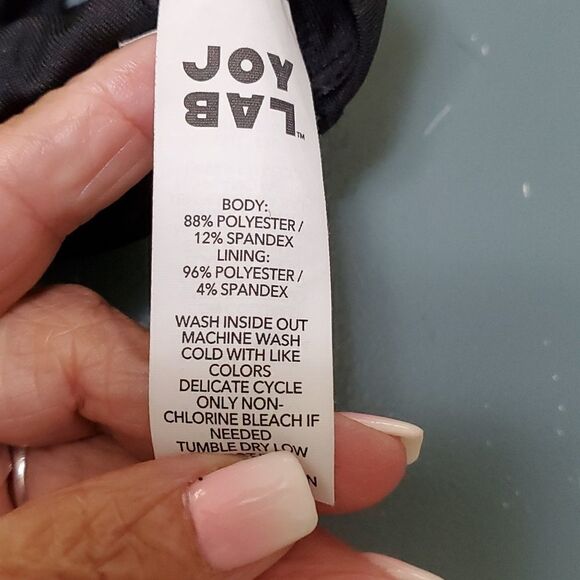 JOY
LAB™
BODY:
88% POLYESTER /
12% SPANDEX
LINING:
96% POLYESTER /
4% SPANDEX
WASH INSIDE OUT
MACHINE WASH
COLD WITH LIKE
COLORS
DELICATE CYCLE
ONLY NON-
CHLORINE BLEACH IF
NEEDED
TUMBLE DRY LOW